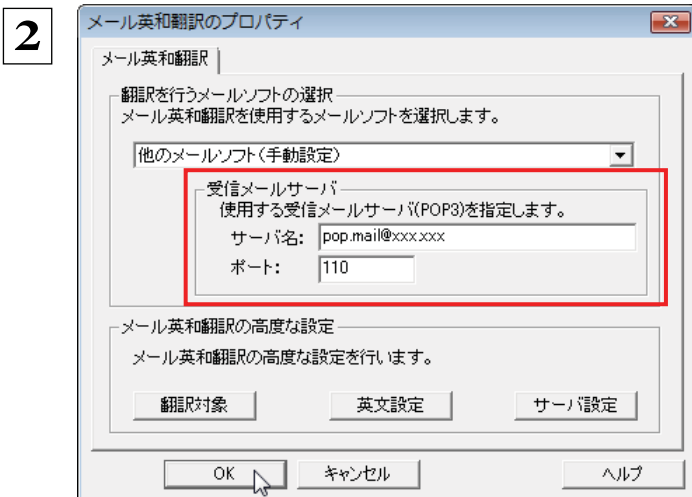 2
メール英和翻訳のプロパティ
メール英和翻訳
翻訳を行うメールソフトの選択
メール英和翻訳を使用するメールソフトを選択します。
他のメールソフト(手動設定)
受信メールサーバ
使用する受信メールサーバ(POP3)を指定します。
サーバ名: pop.mail@xxx.xxx
ポート: 110
メール英和翻訳の高度な設定
メール英和翻訳の高度な設定を行います。
翻訳対象 英文設定 サーバ設定
OK キャンセル ヘルプ